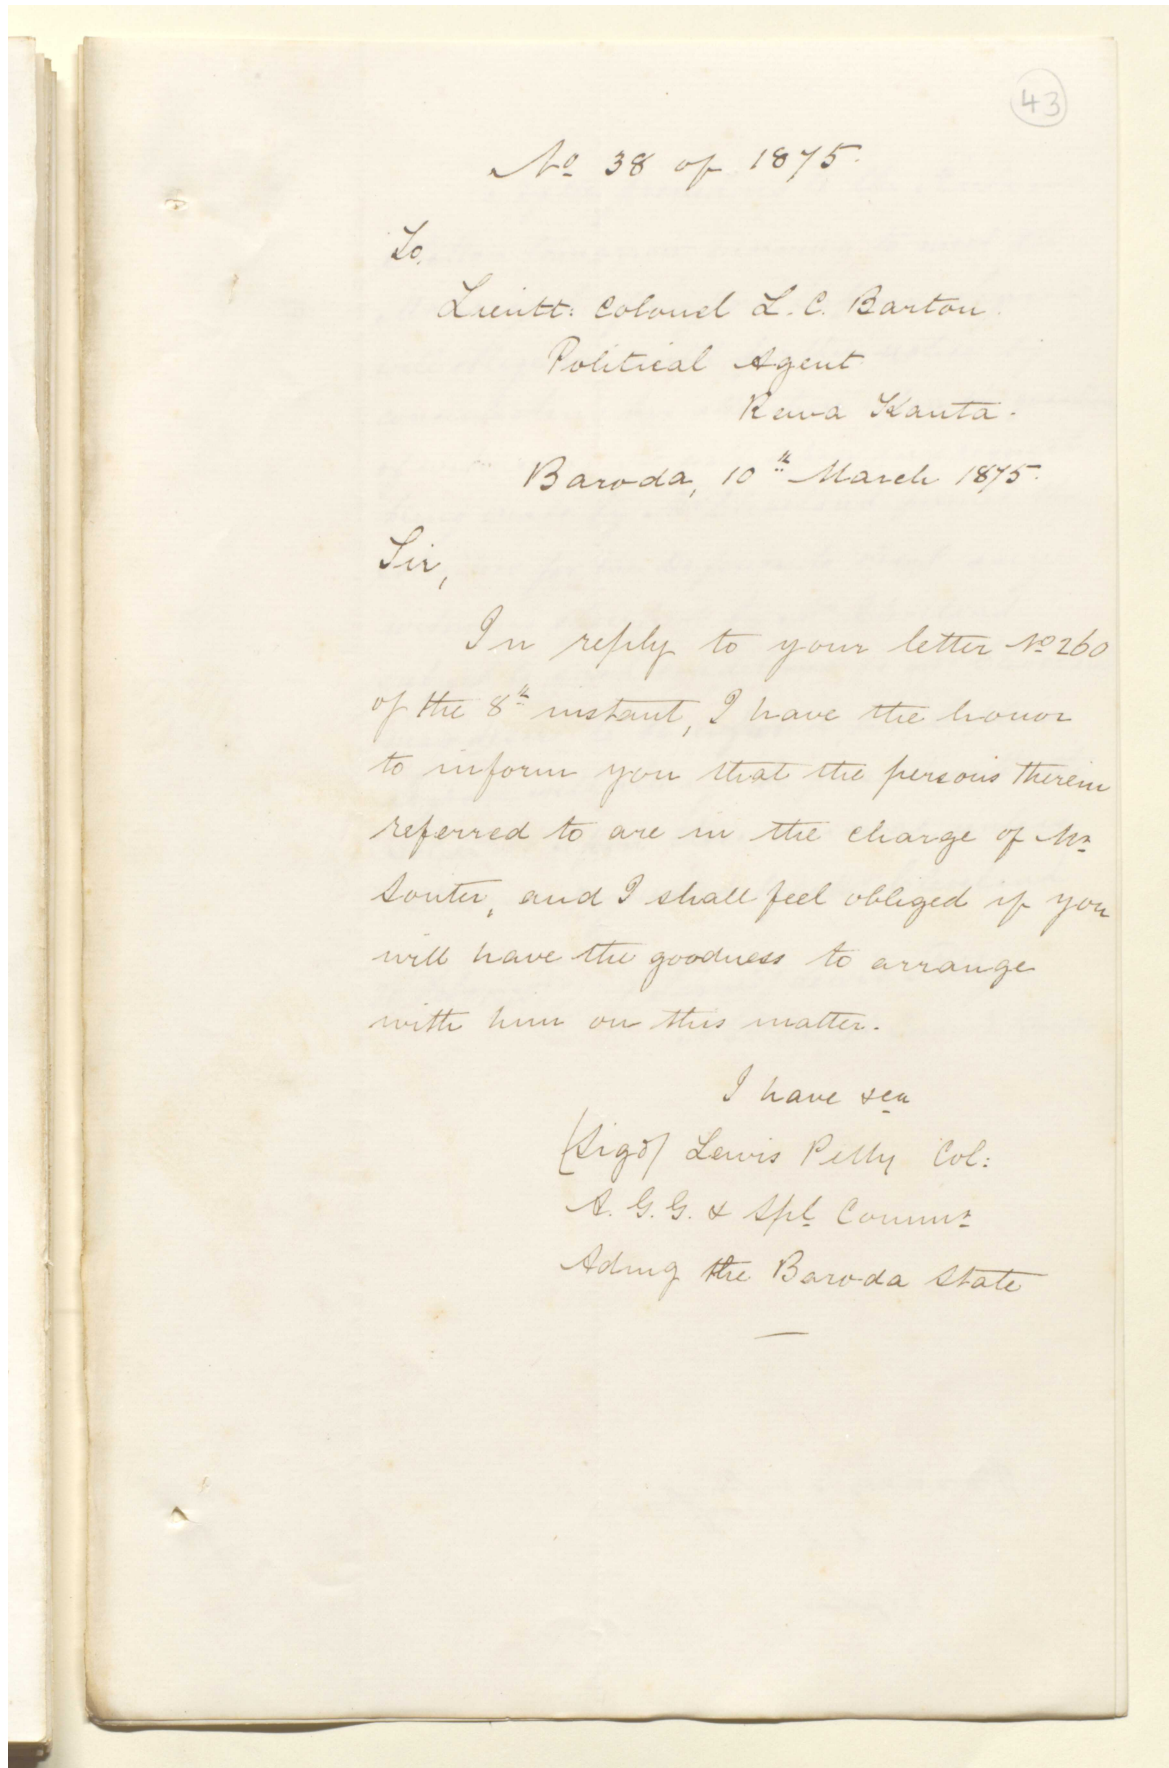 43
No 38 of 1875.
To,
Lieutt: Colonel L. C. Barton.
Political Agent
Rewa Kanta.
Baroda, 10th March 1875.
Sir,
In reply to your letter No 260
of the 8th instant, I have the honor
to inform you that the persons therein
referred to are in the charge of Mr
Souter, and I shall feel obliged if you
will have the goodness to arrange
with him on this matter.
I have &ca
(Sigd) Lewis Pelly Col:
A. G. G. & Spl Commr
Admg the Baroda State